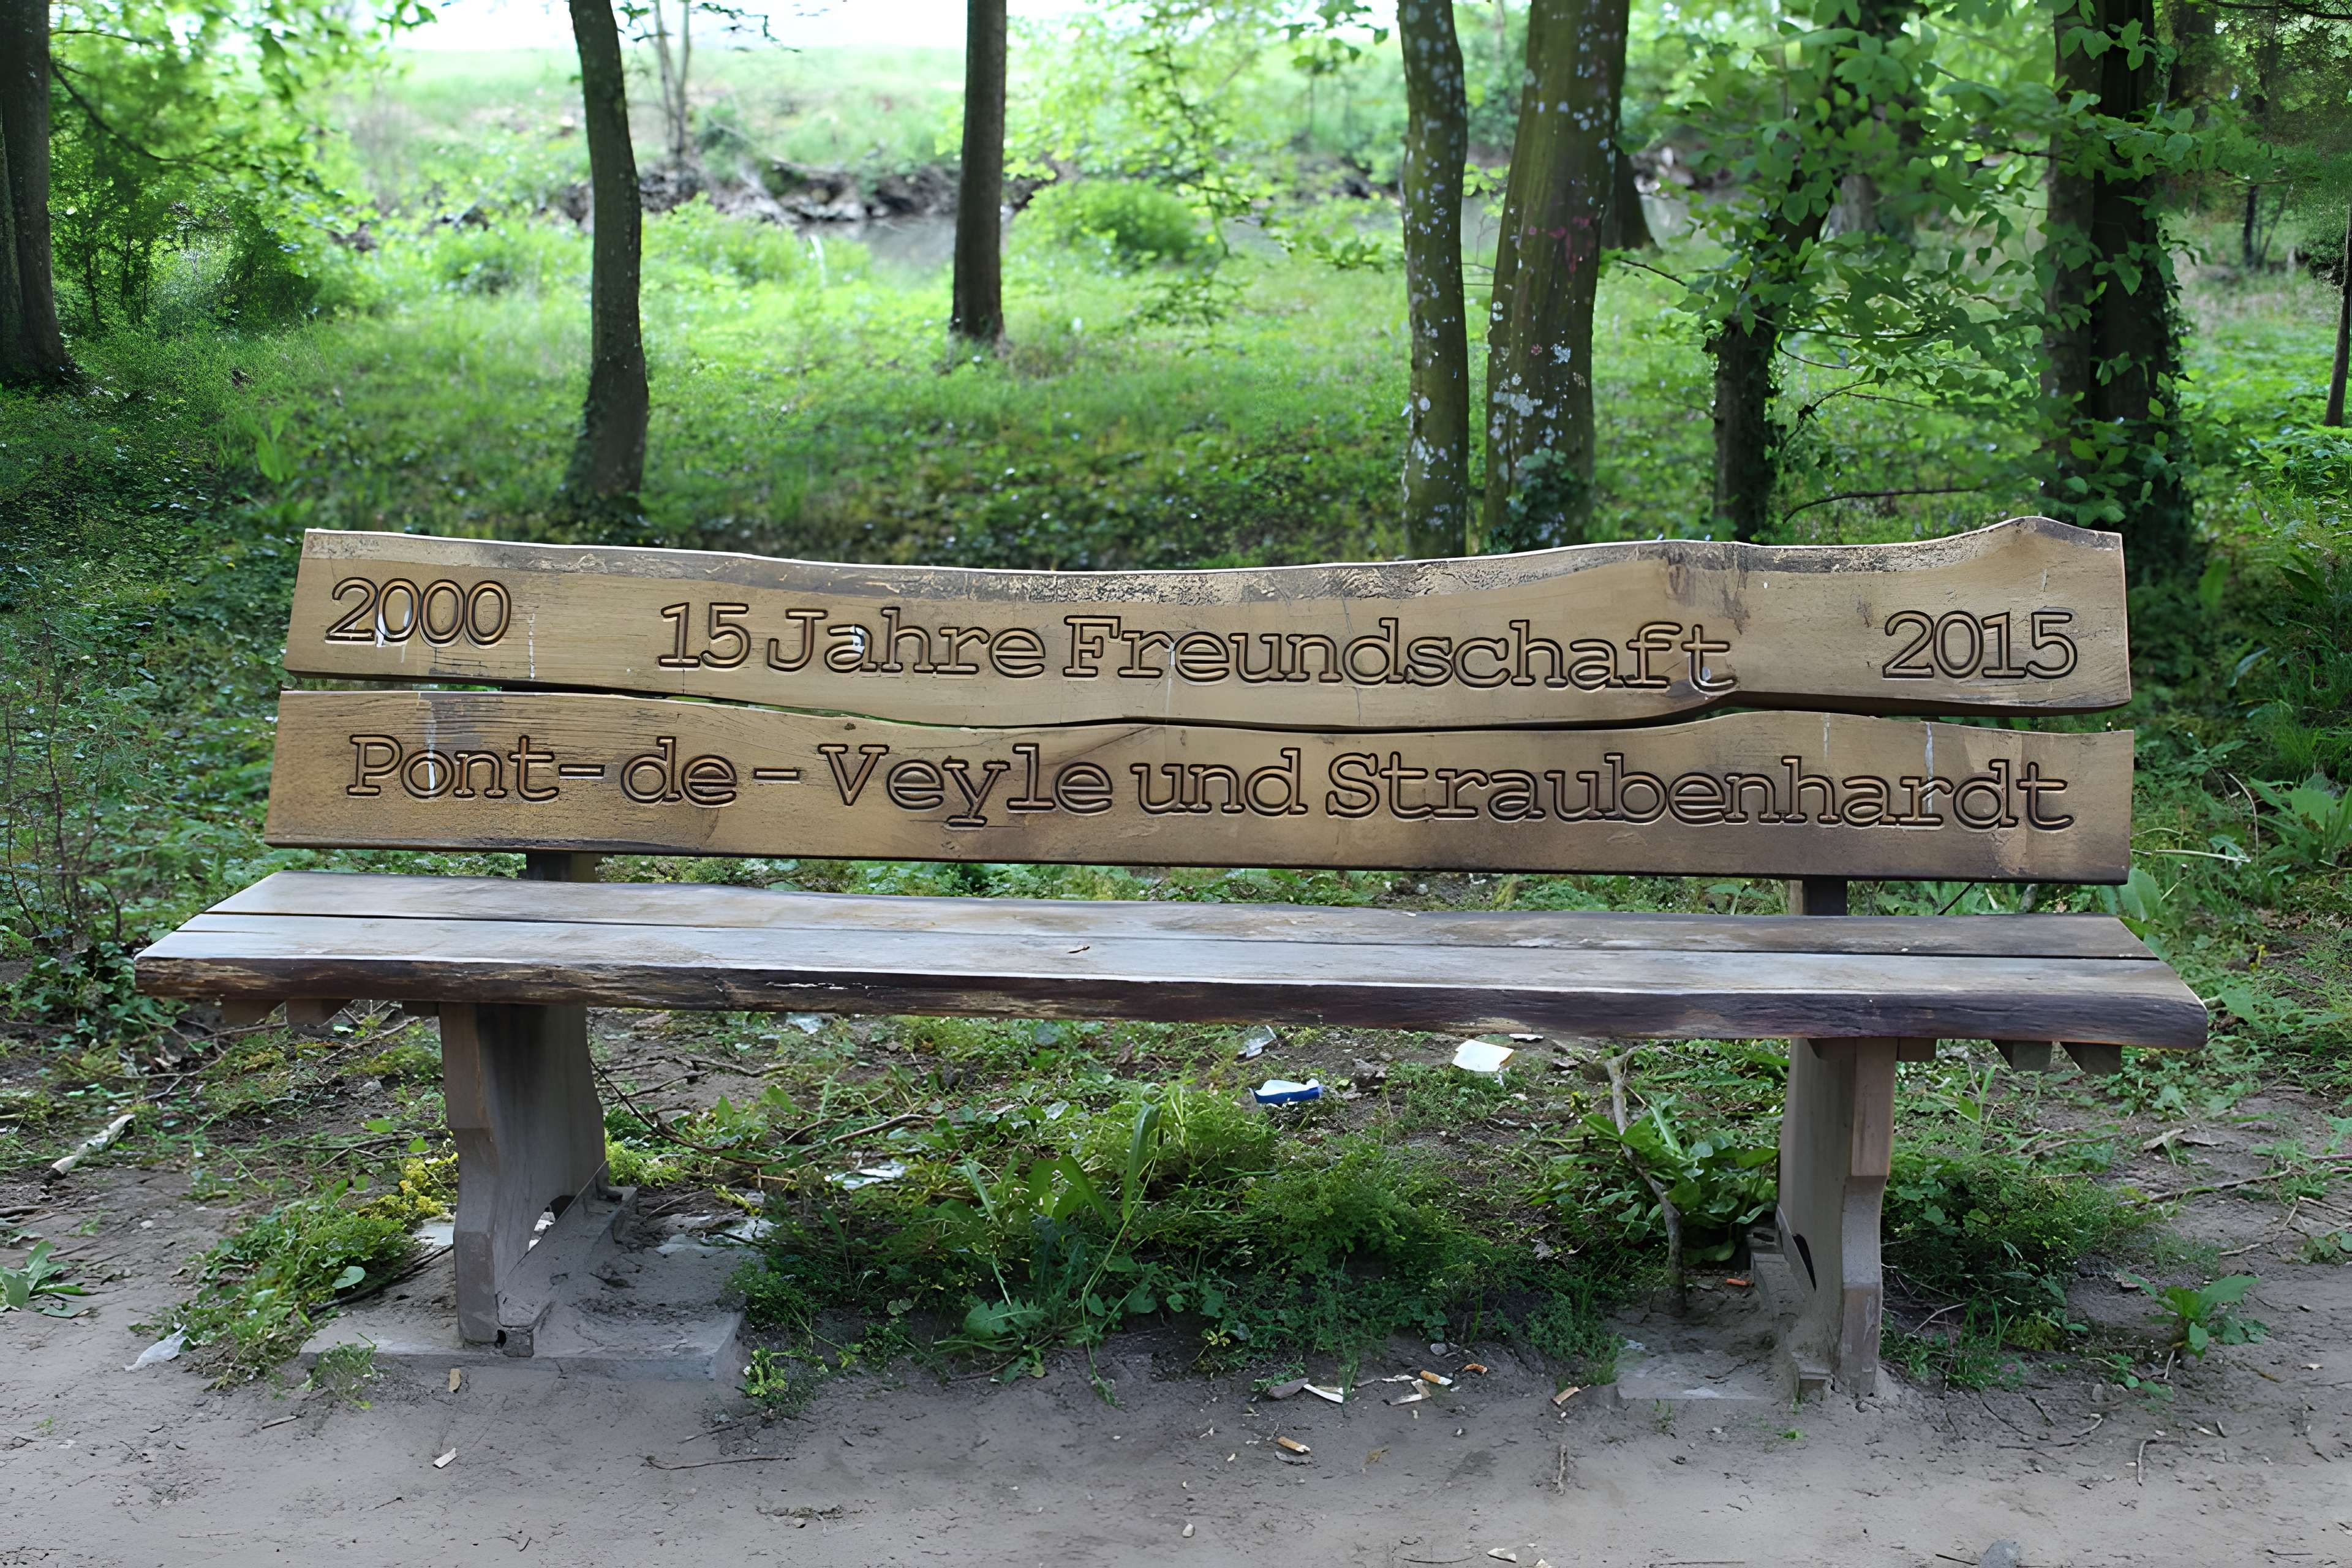 2000 15 Jahre Freundschaft 2015
Pont-de-Veyle und Straubenhardt